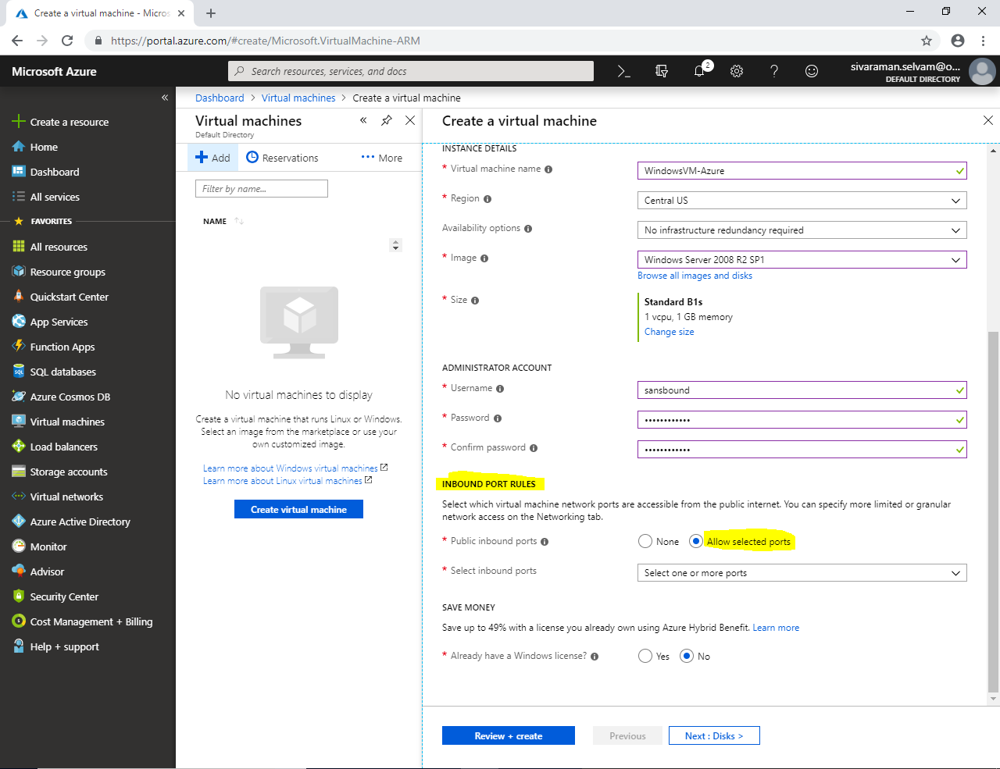 Create a virtual machine - Micros
https://portal.azure.com/#create/Microsoft.VirtualMachine-ARM
Microsoft Azure
Search resources, services, and docs
2
sivaraman.selvam@o...
DEFAULT DIRECTORY
Create a resource
Home
Dashboard
All services
FAVORITES
All resources
Resource groups
Quickstart Center
App Services
Function Apps
SQL databases
Azure Cosmos DB
Virtual machines
Load balancers
Storage accounts
Virtual networks
Azure Active Directory
Monitor
Advisor
Security Center
Cost Management + Billing
Help + support
Dashboard > Virtual machines > Create a virtual machine
Virtual machines
Default Directory
Add
Reservations
More
Filter by name...
NAME
No virtual machines to display
Create a virtual machine that runs Linux or Windows.
Select an image from the marketplace or use your
own customized image.
Learn more about Windows virtual machines
Learn more about Linux virtual machines
Create virtual machine
Create a virtual machine
INSTANCE DETAILS
* Virtual machine name
WindowsVM-Azure
* Region
Central US
Availability options
No infrastructure redundancy required
* Image
Windows Server 2008 R2 SP1
Browse all images and disks
* Size
Standard B1s
1 vcpu, 1 GB memory
Change size
ADMINISTRATOR ACCOUNT
* Username
sansbound
* Password
••••••••••••
* Confirm password
••••••••••••
INBOUND PORT RULES
Select which virtual machine network ports are accessible from the public internet. You can specify more limited or granular
network access on the Networking tab.
* Public inbound ports
None
Allow selected ports
* Select inbound ports
Select one or more ports
SAVE MONEY
Save up to 49% with a license you already own using Azure Hybrid Benefit. Learn more
* Already have a Windows license?
Yes
No
Review + create
Previous
Next : Disks >